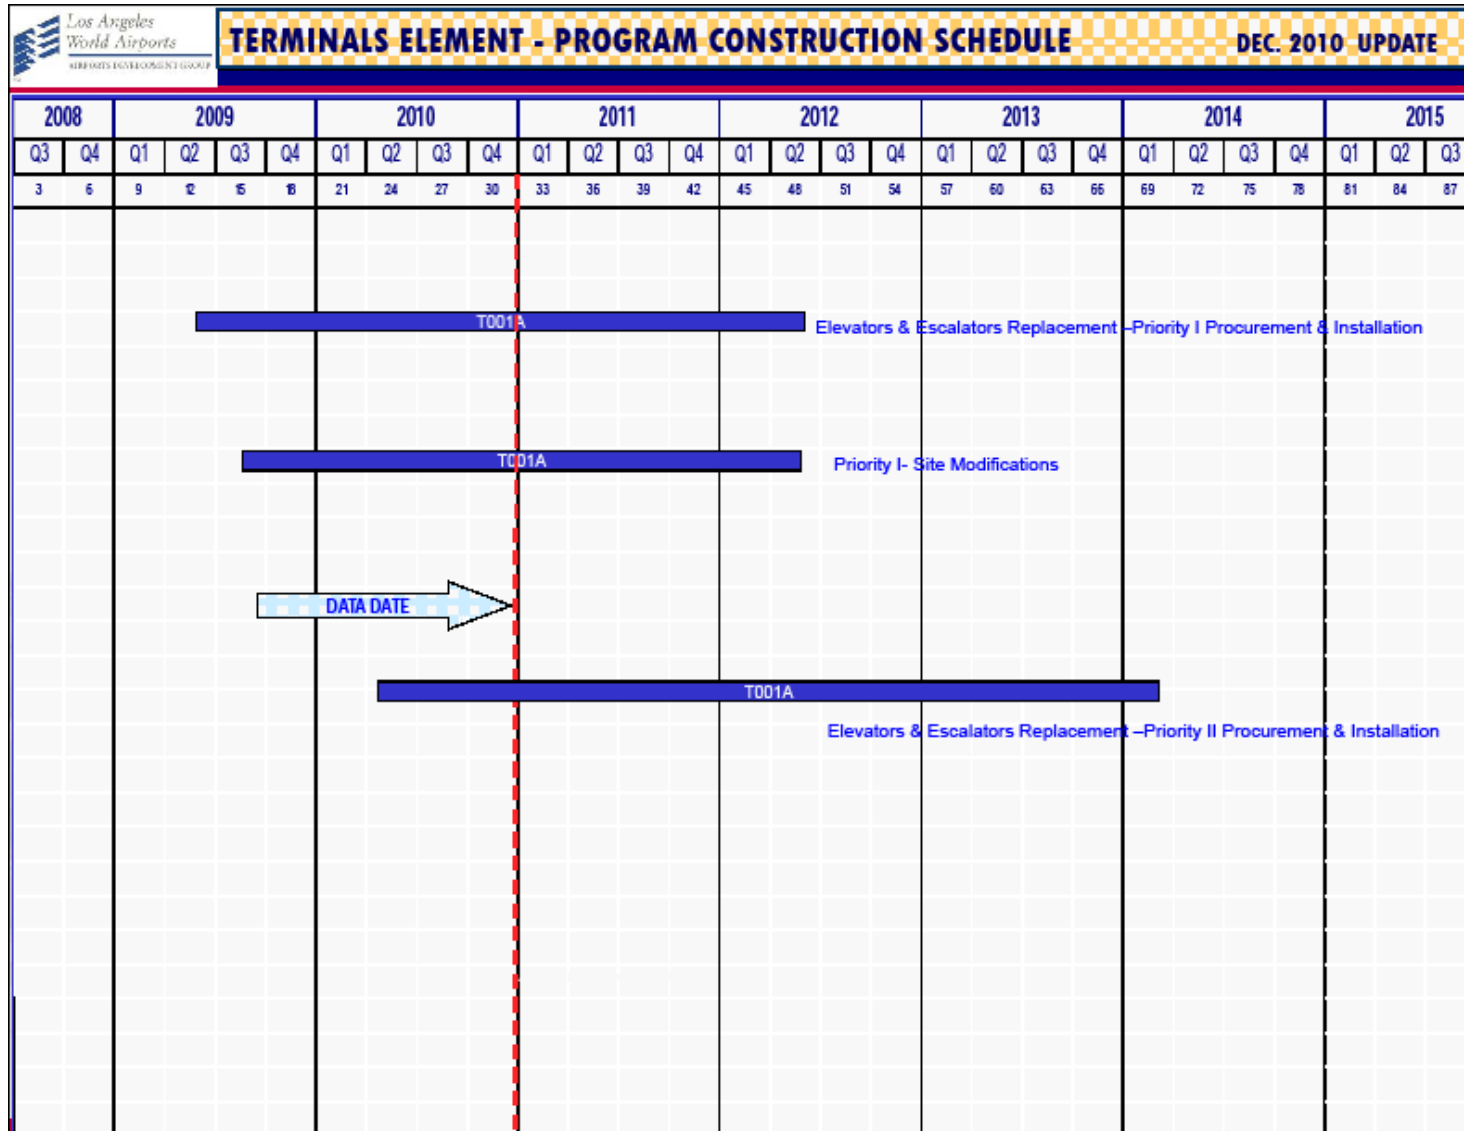 Los Angeles
World Airports
AIRPORTS DEVELOPMENT GROUP
TERMINALS ELEMENT - PROGRAM CONSTRUCTION SCHEDULE DEC. 2010 UPDATE
2008 2009 2010 2011 2012 2013 2014 2015
Q3 Q4 Q1 Q2 Q3 Q4 Q1 Q2 Q3 Q4 Q1 Q2 Q3 Q4 Q1 Q2 Q3 Q4 Q1 Q2 Q3 Q4 Q1 Q2 Q3 Q4 Q1 Q2 Q3
3 6 9 12 15 18 21 24 27 30 33 36 39 42 45 48 51 54 57 60 63 66 69 72 75 78 81 84 87
T001A
Elevators & Escalators Replacement –Priority I Procurement & Installation
T001A
Priority I- Site Modifications
DATA DATE
T001A
Elevators & Escalators Replacement –Priority II Procurement & Installation